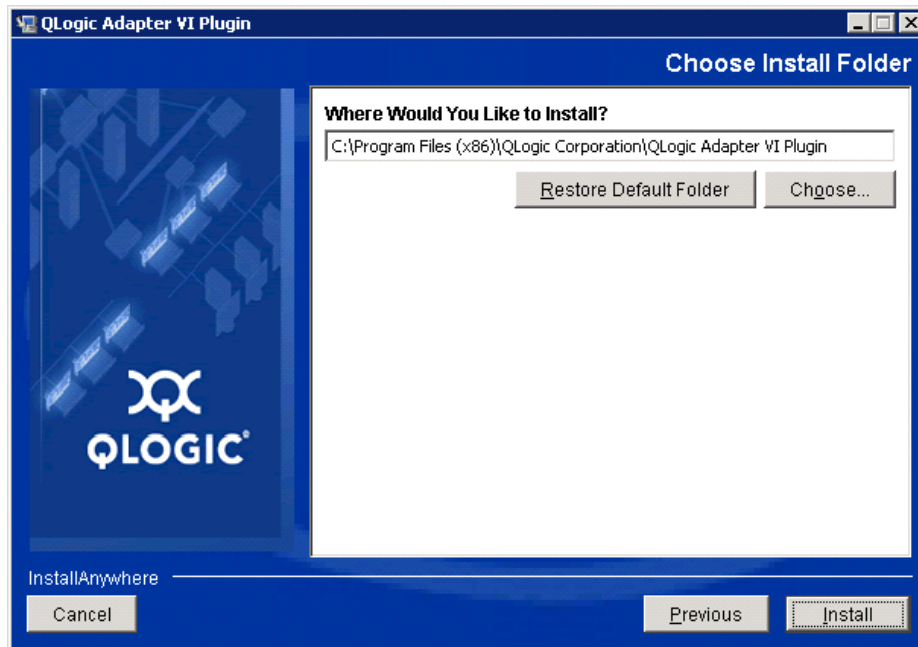 QLogic Adapter VI Plugin
Choose Install Folder
Where Would You Like to Install?
C:\Program Files (x86)\QLogic Corporation\QLogic Adapter VI Plugin
Restore Default Folder
Choose...
QLOGIC®
InstallAnywhere
Cancel
Previous
Install